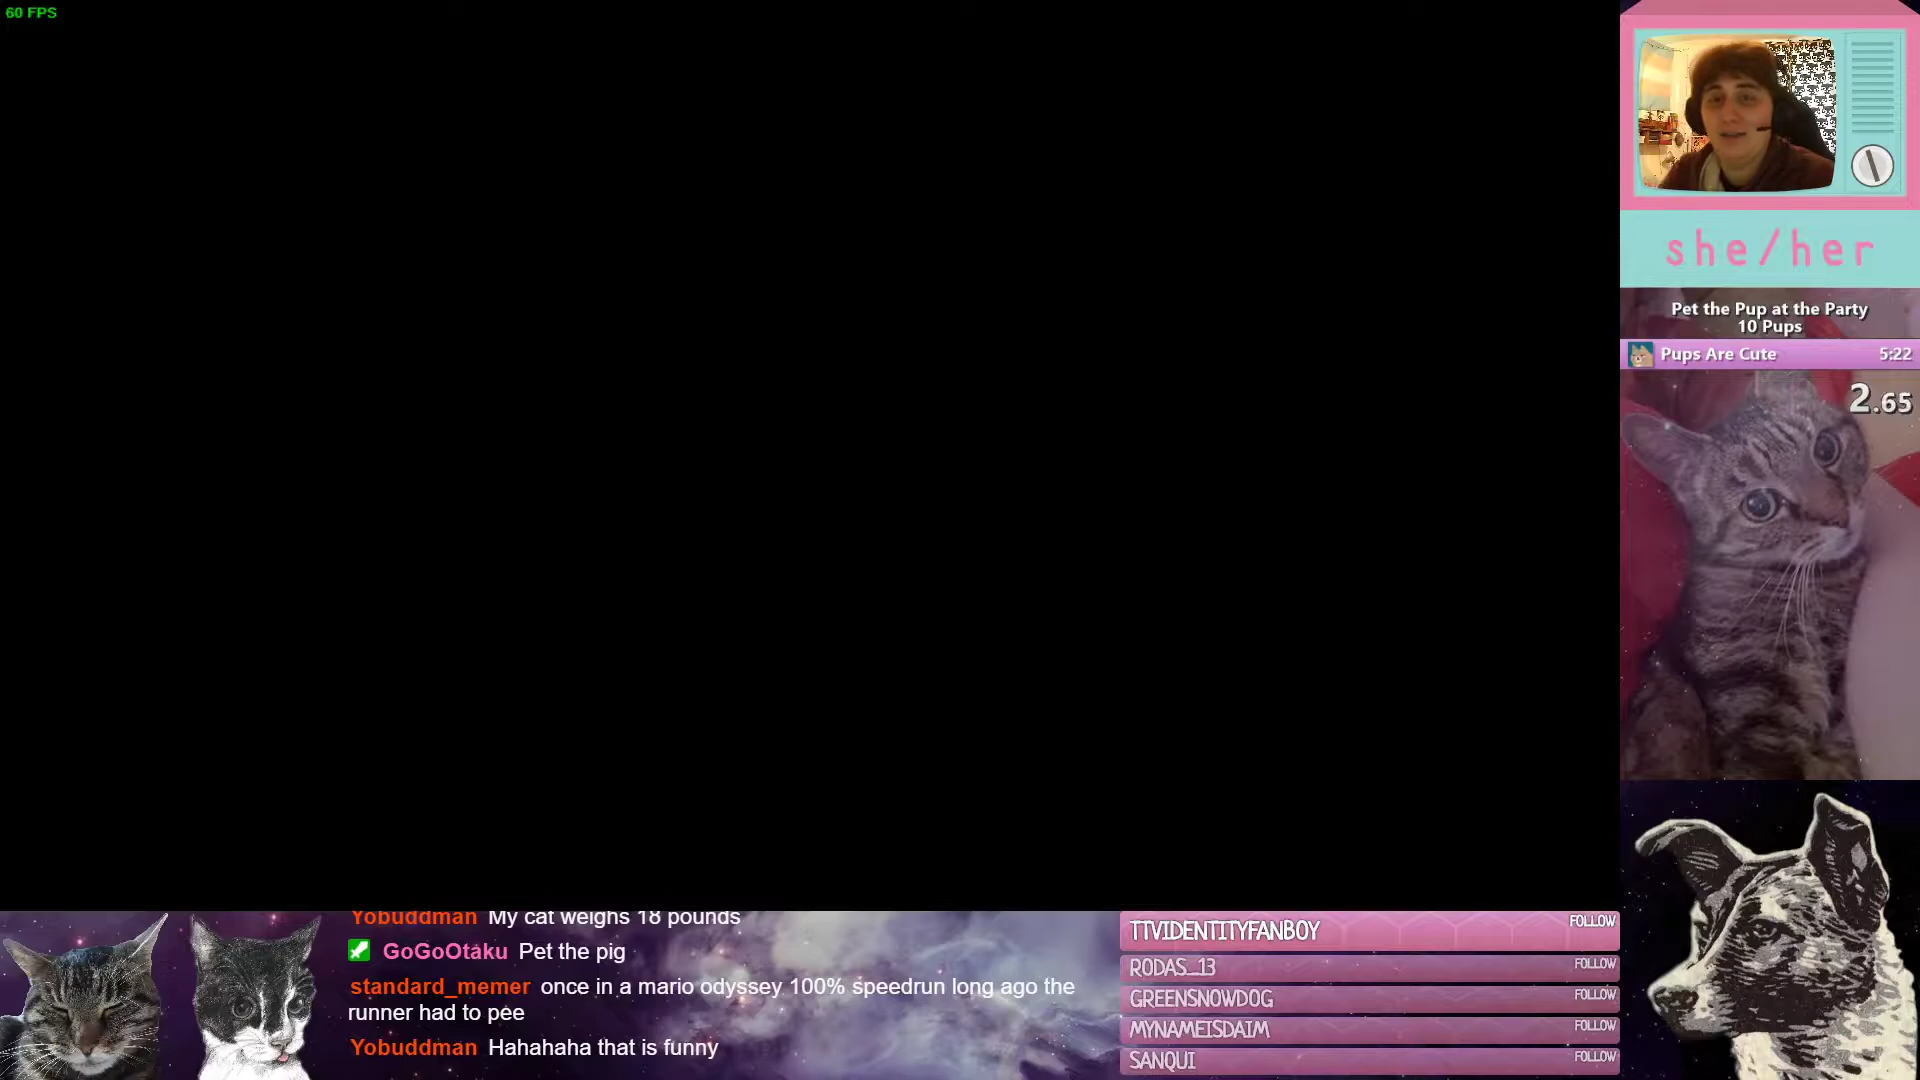 60 FPS
she/her
Pet the Pup at the Party
10 Pups
Pups Are Cute 5:22
2.65
Yobuddman My cat weighs 18 pounds
GoGoOtaku Pet the pig
standard_memer once in a mario odyssey 100% speedrun long ago the
runner had to pee
Yobuddman Hahahaha that is funny
TTVIDENTITYFANBOY FOLLOW
RODAS_13 FOLLOW
GREENSNOWDOG FOLLOW
MYNAMEISDAIM FOLLOW
SANQUI FOLLOW